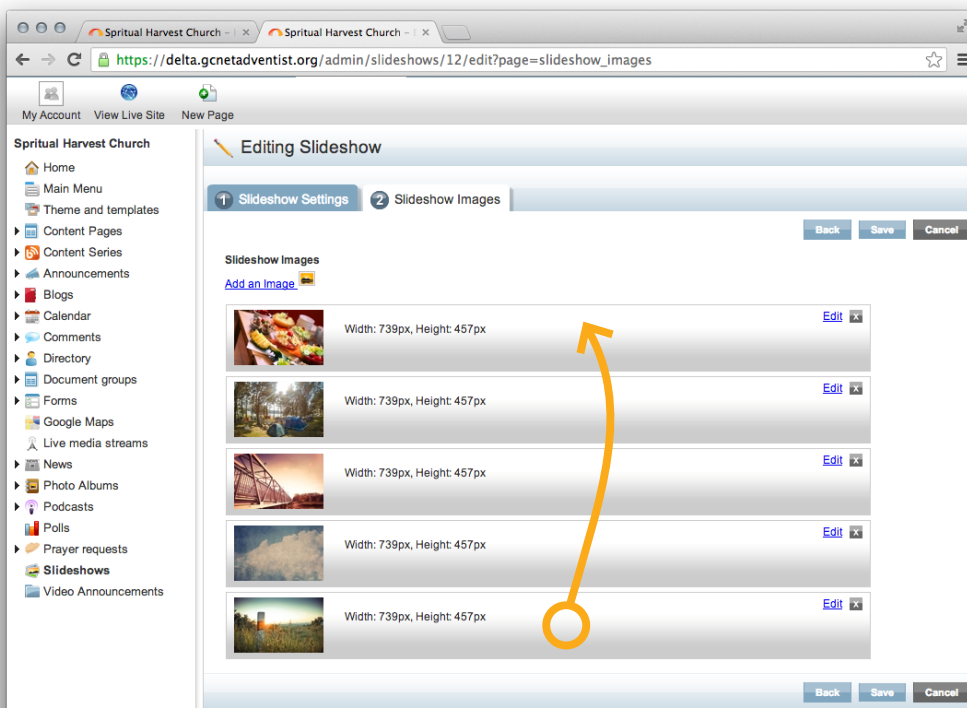 Spritual Harvest Church –
Spritual Harvest Church –
https://delta.gcnetadventist.org/admin/slideshows/12/edit?page=slideshow_images
My Account View Live Site New Page
Spritual Harvest Church
Home
Main Menu
Theme and templates
Content Pages
Content Series
Announcements
Blogs
Calendar
Comments
Directory
Document groups
Forms
Google Maps
Live media streams
News
Photo Albums
Podcasts
Polls
Prayer requests
Slideshows
Video Announcements
Editing Slideshow
1 Slideshow Settings 2 Slideshow Images
Back Save Cancel
Slideshow Images
Add an Image
Width: 739px, Height: 457px Edit x
Width: 739px, Height: 457px Edit x
Width: 739px, Height: 457px Edit x
Width: 739px, Height: 457px Edit x
Width: 739px, Height: 457px Edit x
Back Save Cancel